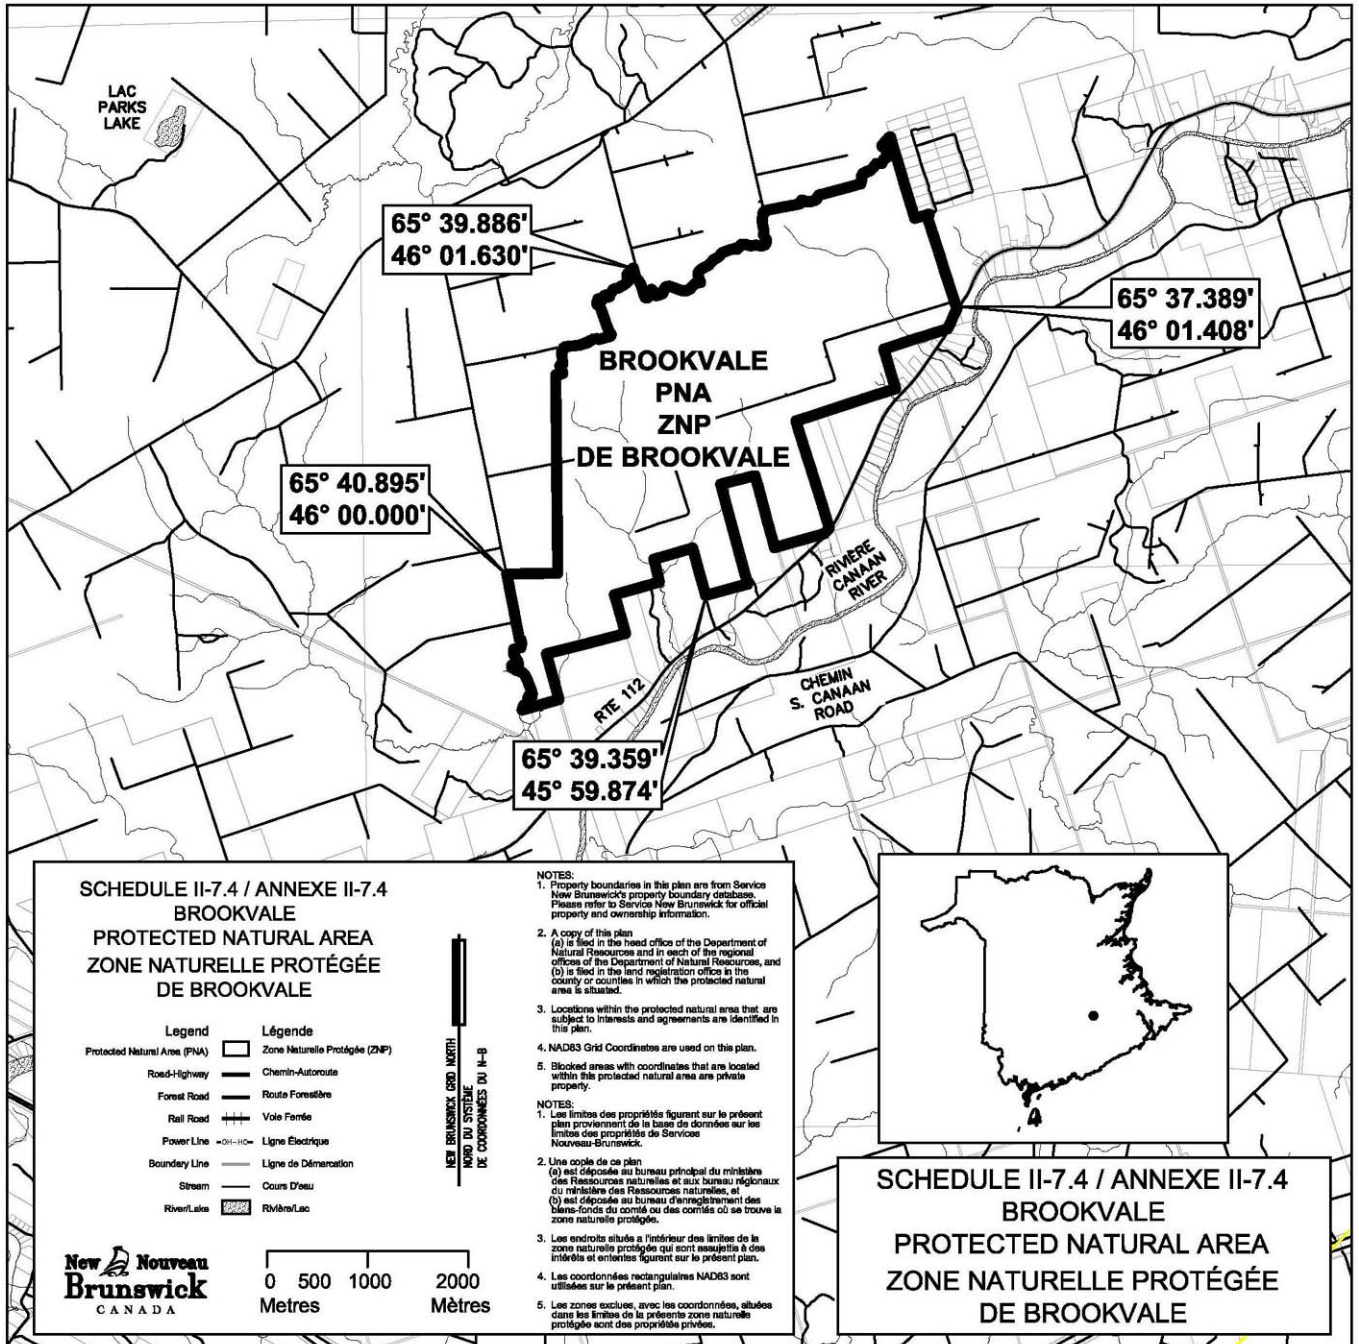 LAC
PARKS
LAKE
65° 39.886'
46° 01.630'
65° 37.389'
46° 01.408'
BROOKVALE
PNA
ZNP
DE BROOKVALE
65° 40.895'
46° 00.000'
RIVIÈRE
CANAAN
RIVER
CHEMIN
S. CANAAN
ROAD
RTE 112
65° 39.359'
45° 59.874'
SCHEDULE II-7.4 / ANNEXE II-7.4
BROOKVALE
PROTECTED NATURAL AREA
ZONE NATURELLE PROTÉGÉE
DE BROOKVALE
Legend Légende
Protected Natural Area (PNA) Zone Naturelle Protégée (ZNP)
Road-Highway Chemin-Autoroute
Forest Road Route Forestière
Rail Road Voie Ferrée
Power Line OH-HO Ligne Électrique
Boundary Line Ligne de Démarcation
Stream Cours D'eau
River/Lake Rivière/Lac
NEW BRUNSWICK GRID NORTH
NORD DU SYSTÈME
DE COORDONNÉES DU N-B
New Nouveau
Brunswick
CANADA
0 500 1000 2000
Metres Mètres
NOTES:
1. Property boundaries in this plan are from Service
New Brunswick's property boundary database.
Please refer to Service New Brunswick for official
property and ownership information.
2. A copy of this plan
(a) is filed in the head office of the Department of
Natural Resources and in each of the regional
offices of the Department of Natural Resources, and
(b) is filed in the land registration office in the
county or counties in which the protected natural
area is situated.
3. Locations within the protected natural area that are
subject to interests and agreements are identified in
this plan.
4. NAD83 Grid Coordinates are used on this plan.
5. Blocked areas with coordinates that are located
within this protected natural area are private
property.
NOTES:
1. Les limites des propriétés figurant sur le présent
plan proviennent de la base de données sur les
limites des propriétés de Services
Nouveau-Brunswick.
2. Une copie de ce plan
(a) est déposée au bureau principal du ministère
des Ressources naturelles et aux bureau régionaux
du ministère des Ressources naturelles, et
(b) est déposée au bureau d'enregistrement des
biens-fonds du comté ou des comtés où se trouve la
zone naturelle protégée.
3. Les endroits situés a l'intérieur des limites de la
zone naturelle protégée qui sont assujettis à des
intérêts et ententes figurent sur le présent plan.
4. Les coordonnées rectangulaires NAD83 sont
utilisées sur le présent plan.
5. Les zones exclues, avec les coordonnées, situées
dans les limites de la présente zone naturelle
protégée sont des propriétés privées.
SCHEDULE II-7.4 / ANNEXE II-7.4
BROOKVALE
PROTECTED NATURAL AREA
ZONE NATURELLE PROTÉGÉE
DE BROOKVALE